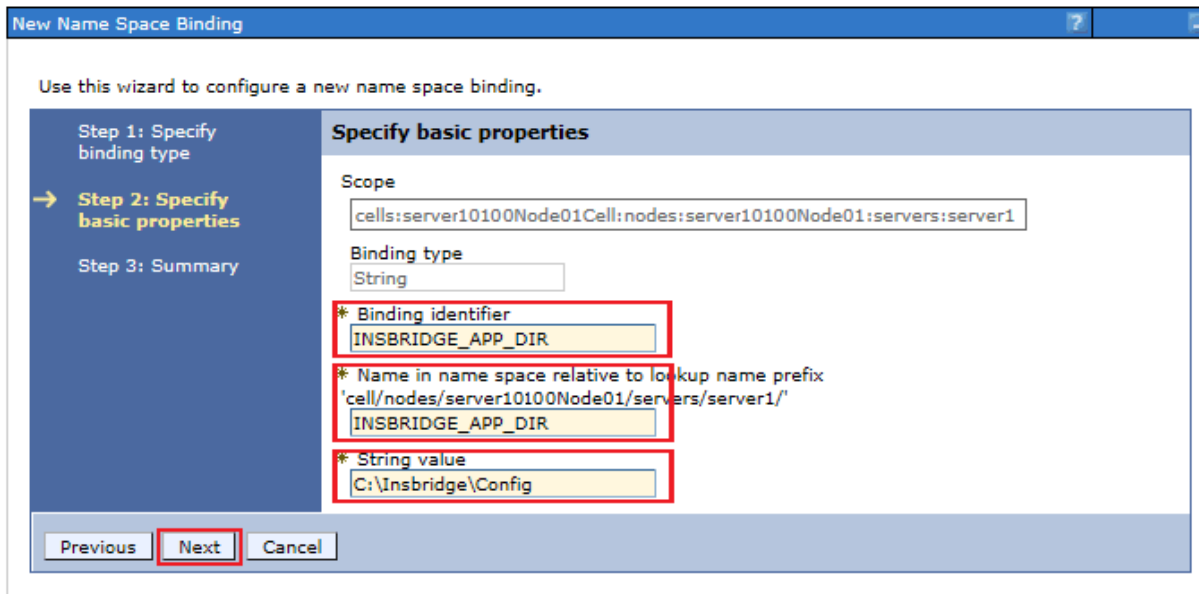 New Name Space Binding
?
Use this wizard to configure a new name space binding.
Step 1: Specify
binding type
Step 2: Specify
basic properties
Step 3: Summary
Specify basic properties
Scope
cells:server10100Node01Cell:nodes:server10100Node01:servers:server1
Binding type
String
* Binding identifier
INSBRIDGE_APP_DIR
* Name in name space relative to lookup name prefix
'cell/nodes/server10100Node01/servers/server1/'
INSBRIDGE_APP_DIR
* String value
C:\Insbridge\Config
Previous Next Cancel